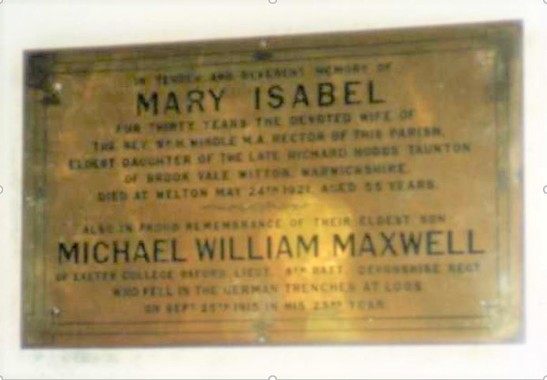 IN TENDER AND REVERENT MEMORY OF
MARY ISABEL
FOR THIRTY YEARS THE DEVOTED WIFE OF
THE REV. WM H. WINDLE M.A. RECTOR OF THIS PARISH,
ELDEST DAUGHTER OF THE LATE RICHARD HOBBS TAUNTON
OF BROOK VALE WITTON, WARWICKSHIRE.
DIED AT WELTON MAY 24TH 1921, AGED 55 YEARS.
ALSO IN PROUD REMEMBRANCE OF THEIR ELDEST SON
MICHAEL WILLIAM MAXWELL
OF EXETER COLLEGE OXFORD. LIEUT. 8TH BATT. DEVONSHIRE REGT
WHO FELL IN THE GERMAN TRENCHES AT LOOS
ON SEPT 25TH 1915 IN HIS 23RD YEAR.